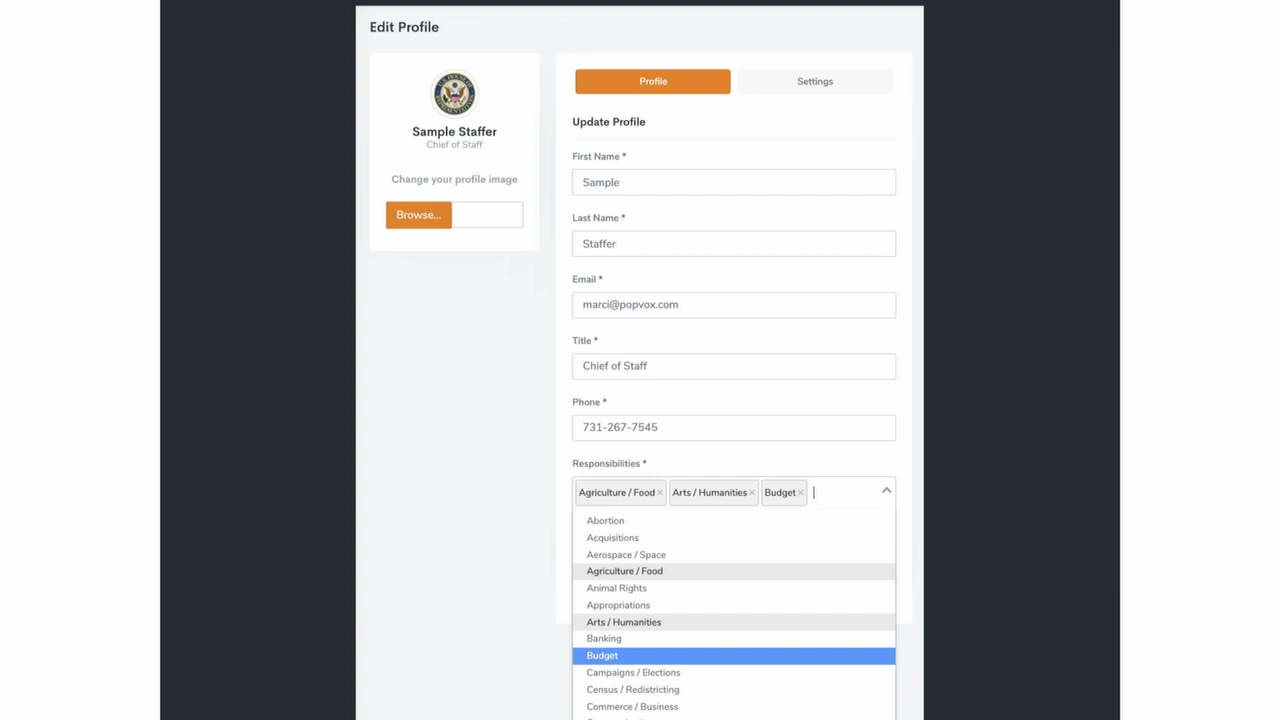 Edit Profile
Sample Staffer
Chief of Staff
Change your profile image
Browse...
Profile
Settings
Update Profile
First Name *
Sample
Last Name *
Staffer
Email *
marci@popvox.com
Title *
Chief of Staff
Phone *
731-267-7545
Responsibilities *
Agriculture / Food× Arts / Humanities× Budget×
Abortion
Acquisitions
Aerospace / Space
Agriculture / Food
Animal Rights
Appropriations
Arts / Humanities
Banking
Budget
Campaigns / Elections
Census / Redistricting
Commerce / Business